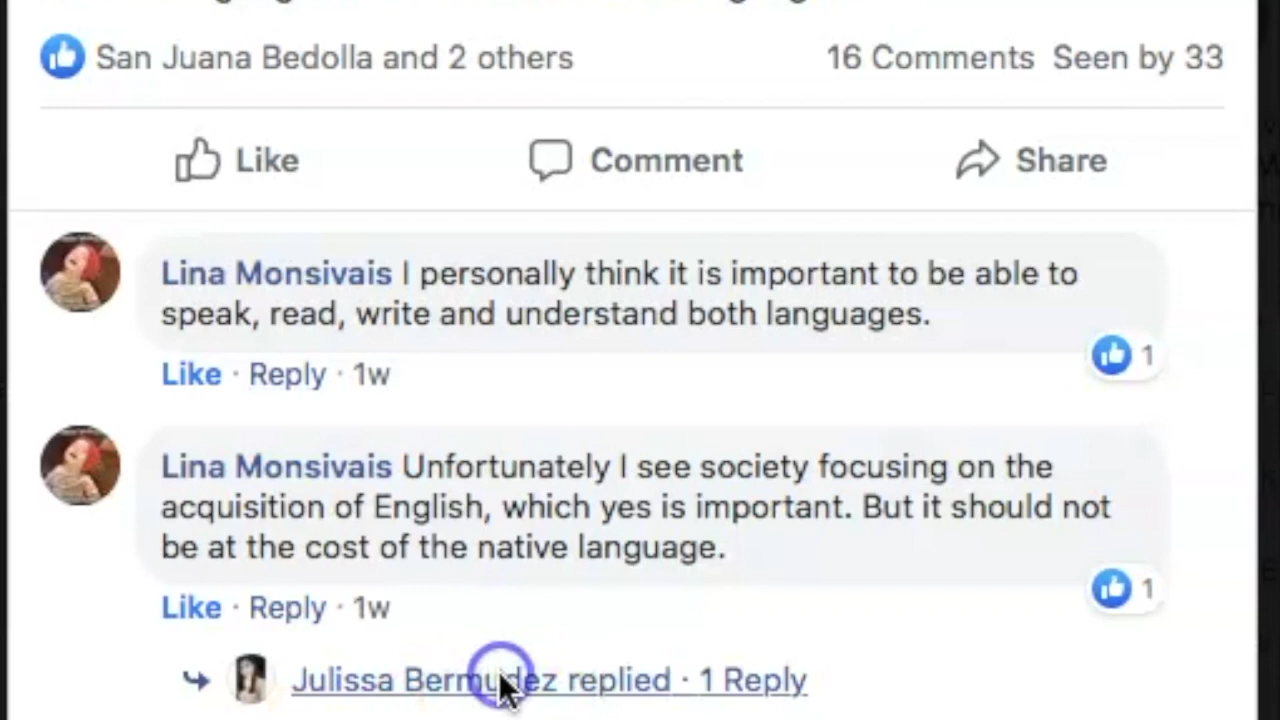 San Juana Bedolla and 2 others 16 Comments Seen by 33
Like Comment Share
Lina Monsivais I personally think it is important to be able to
speak, read, write and understand both languages.
1
Like · Reply · 1w
Lina Monsivais Unfortunately I see society focusing on the
acquisition of English, which yes is important. But it should not
be at the cost of the native language.
1
Like · Reply · 1w
Julissa Bermudez replied · 1 Reply